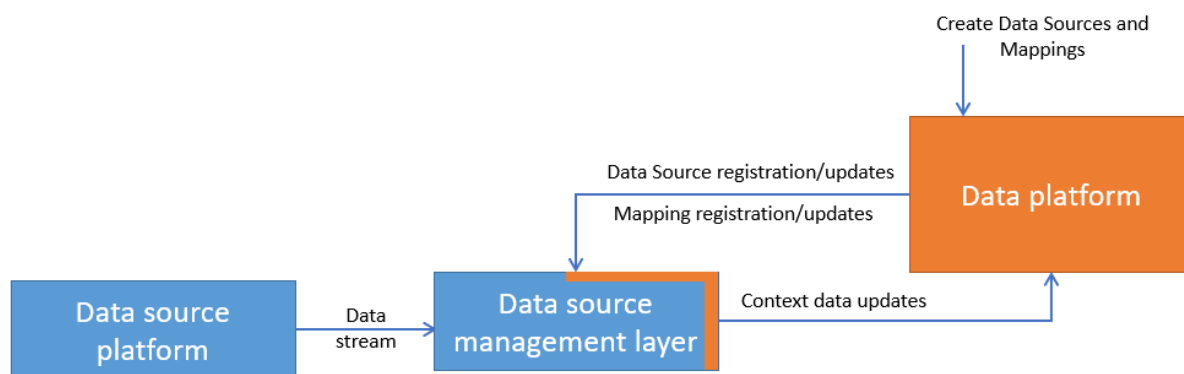 Create Data Sources and
Mappings
Data Source registration/updates
Data platform
Mapping registration/updates
Data source
platform
Data
stream
Data source
management layer
Context data updates